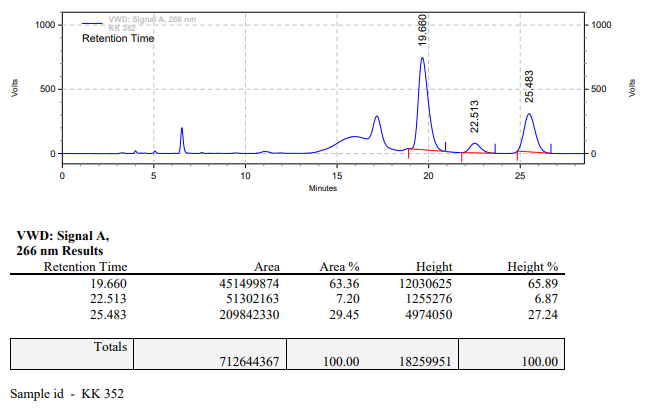 VWD: Signal A, 266 nm
KK 352
Retention Time
1000
500
0
Volts
1000
500
0
Volts
19.660
22.513
25.483
0 5 10 15 20 25
Minutes
VWD: Signal A,
266 nm Results
Retention Time Area Area % Height Height %
19.660 451499874 63.36 12030625 65.89
22.513 51302163 7.20 1255276 6.87
25.483 209842330 29.45 4974050 27.24
Totals
712644367 100.00 18259951 100.00
Sample id - KK 352